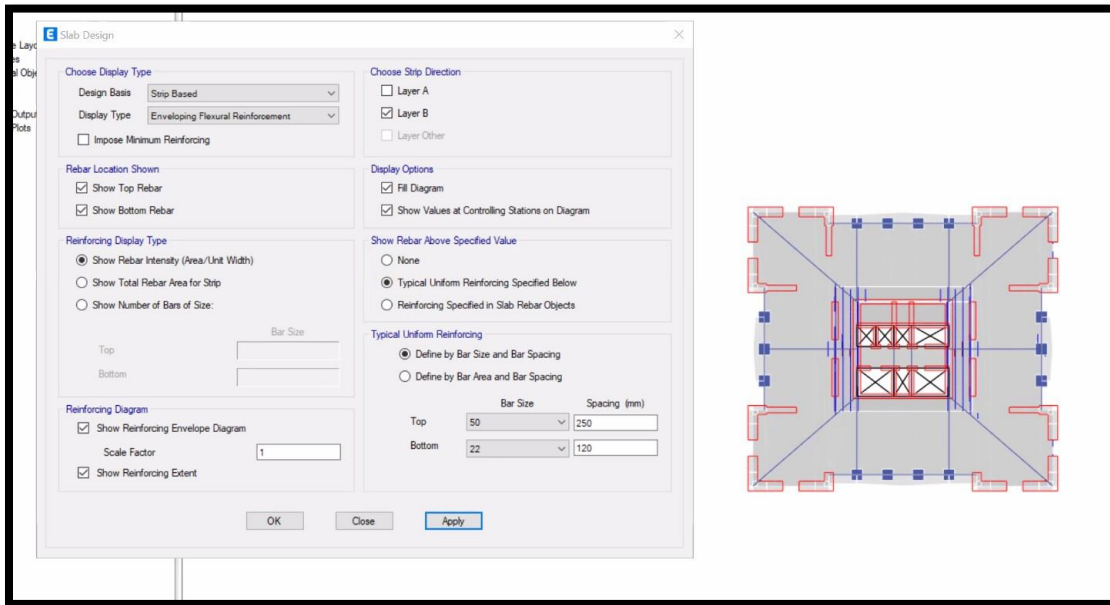 E Slab Design
Layo
es
al Obje
Output
Plots
Choose Display Type
Design Basis Strip Based
Display Type Enveloping Flexural Reinforcement
Impose Minimum Reinforcing
Choose Strip Direction
Layer A
Layer B
Layer Other
Rebar Location Shown
Show Top Rebar
Show Bottom Rebar
Display Options
Fill Diagram
Show Values at Controlling Stations on Diagram
Reinforcing Display Type
Show Rebar Intensity (Area/Unit Width)
Show Total Rebar Area for Strip
Show Number of Bars of Size:
Bar Size
Top
Bottom
Show Rebar Above Specified Value
None
Typical Uniform Reinforcing Specified Below
Reinforcing Specified in Slab Rebar Objects
Typical Uniform Reinforcing
Define by Bar Size and Bar Spacing
Define by Bar Area and Bar Spacing
Bar Size Spacing (mm)
Top 50 250
Bottom 22 120
Reinforcing Diagram
Show Reinforcing Envelope Diagram
Scale Factor 1
Show Reinforcing Extent
OK Close Apply